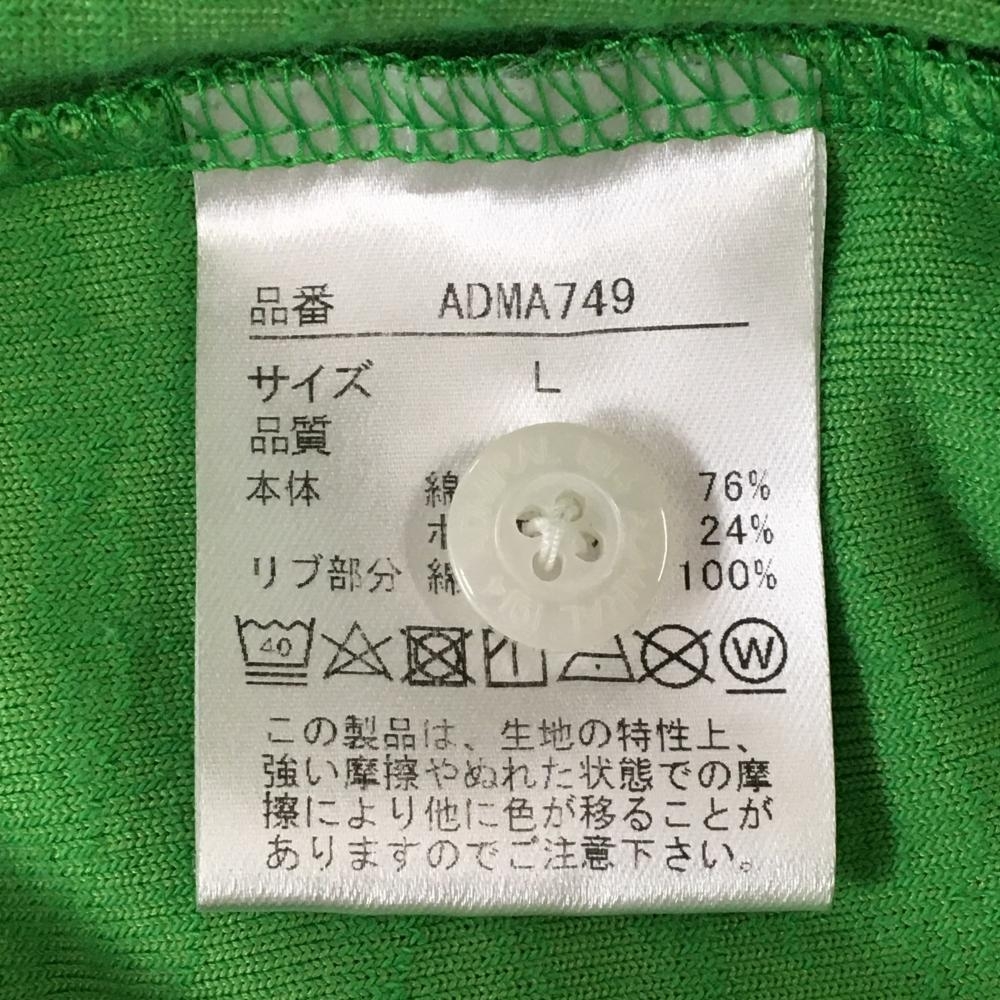 品番 ADMA749
サイズ L
品質
本体 綿 76%
24%
リブ部分 綿 100%
40 W
この製品は、生地の特性上、
強い摩擦やぬれた状態での摩
擦により他に色が移ることが
ありますのでご注意下さい。